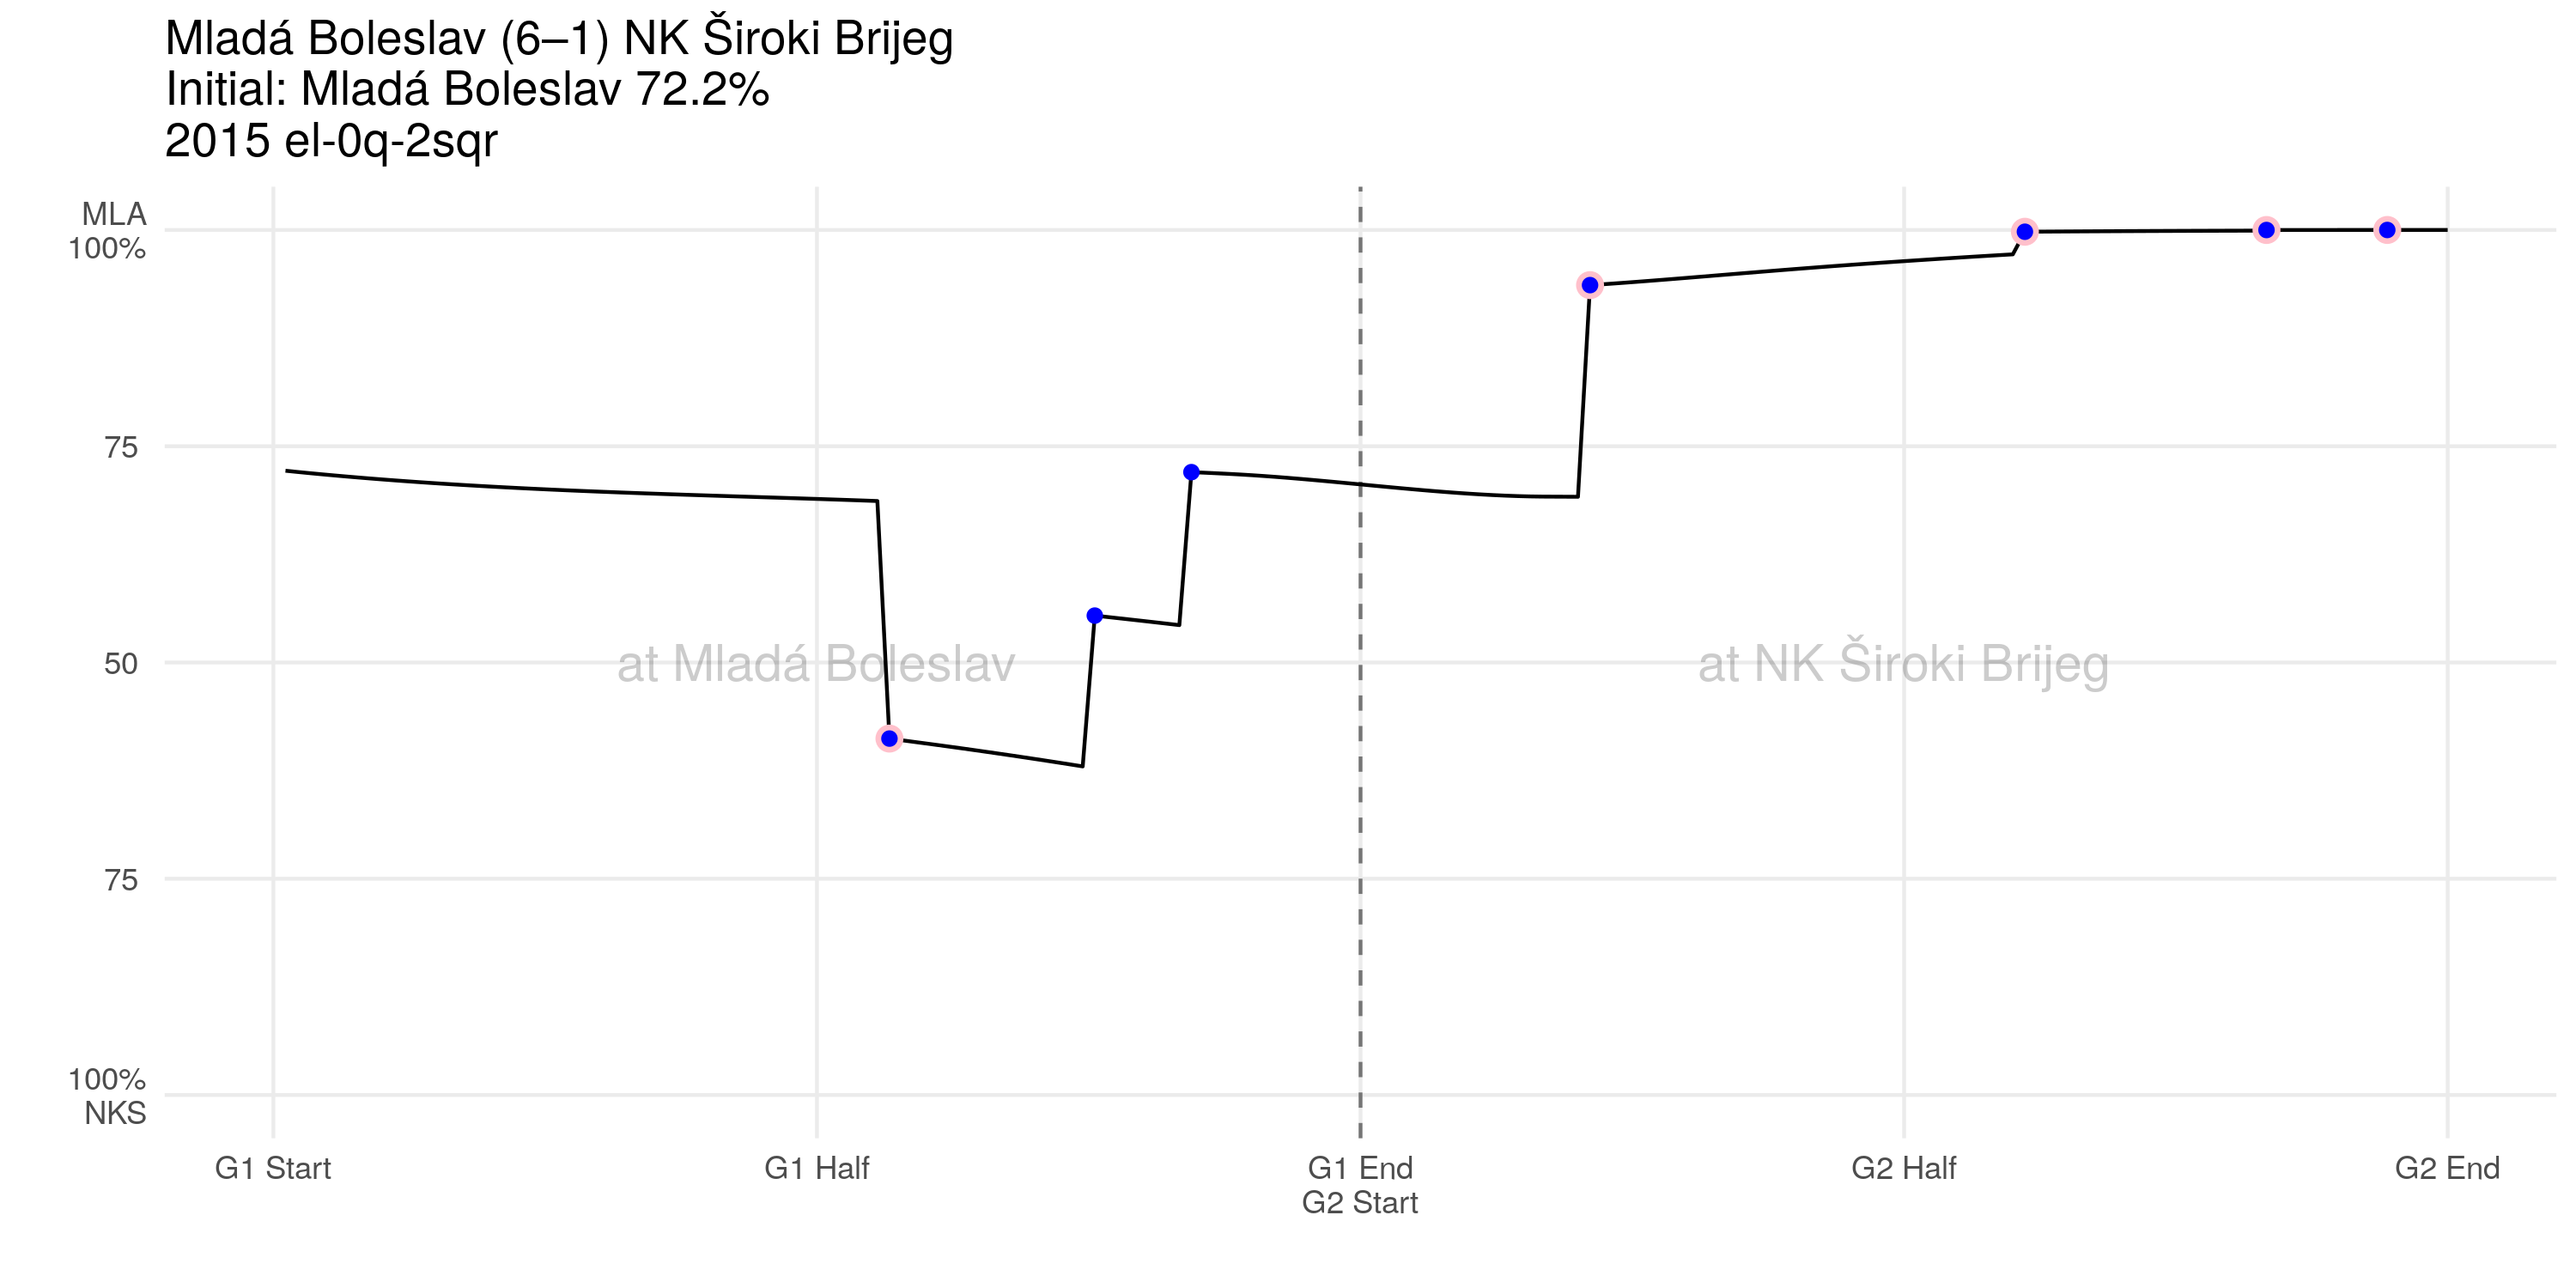 Mladá Boleslav (6–1) NK Široki Brijeg
Initial: Mladá Boleslav 72.2%
2015 el-0q-2sqr
MLA
100%
75
50
75
100%
NKS
at Mladá Boleslav
at NK Široki Brijeg
G1 Start
G1 Half
G1 End
G2 Start
G2 Half
G2 End